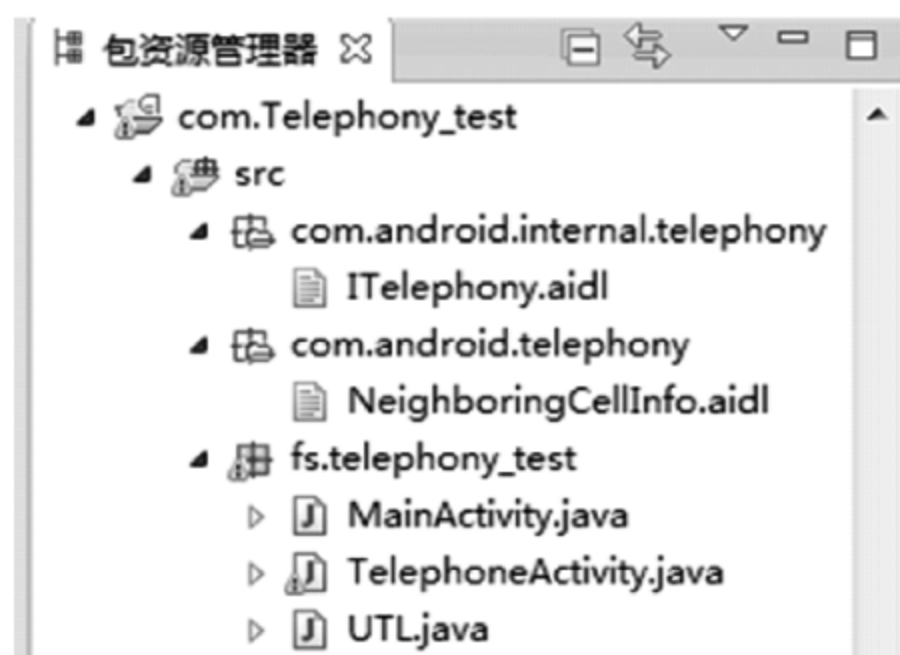 包资源管理器
com.Telephony_test
src
com.android.internal.telephony
ITelephony.aidl
com.android.telephony
NeighboringCellInfo.aidl
fs.telephony_test
MainActivity.java
TelephoneActivity.java
UTL.java